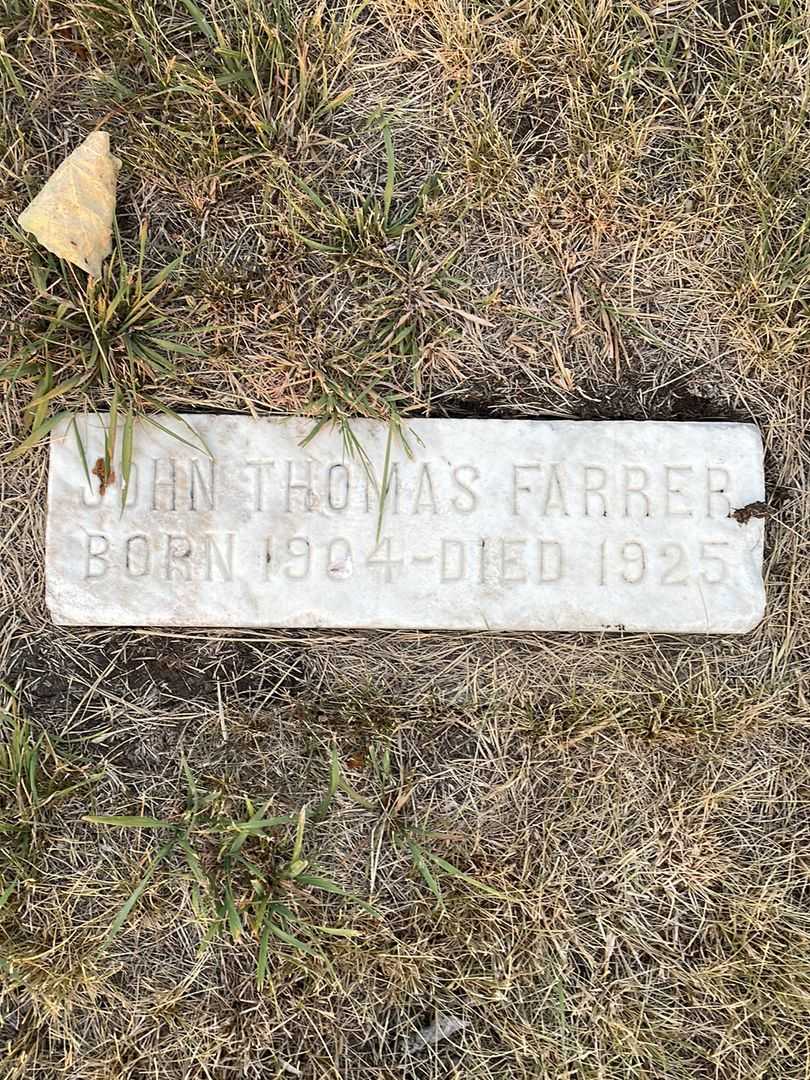 JOHN THOMAS FARRER
BORN 1904-DIED 1925